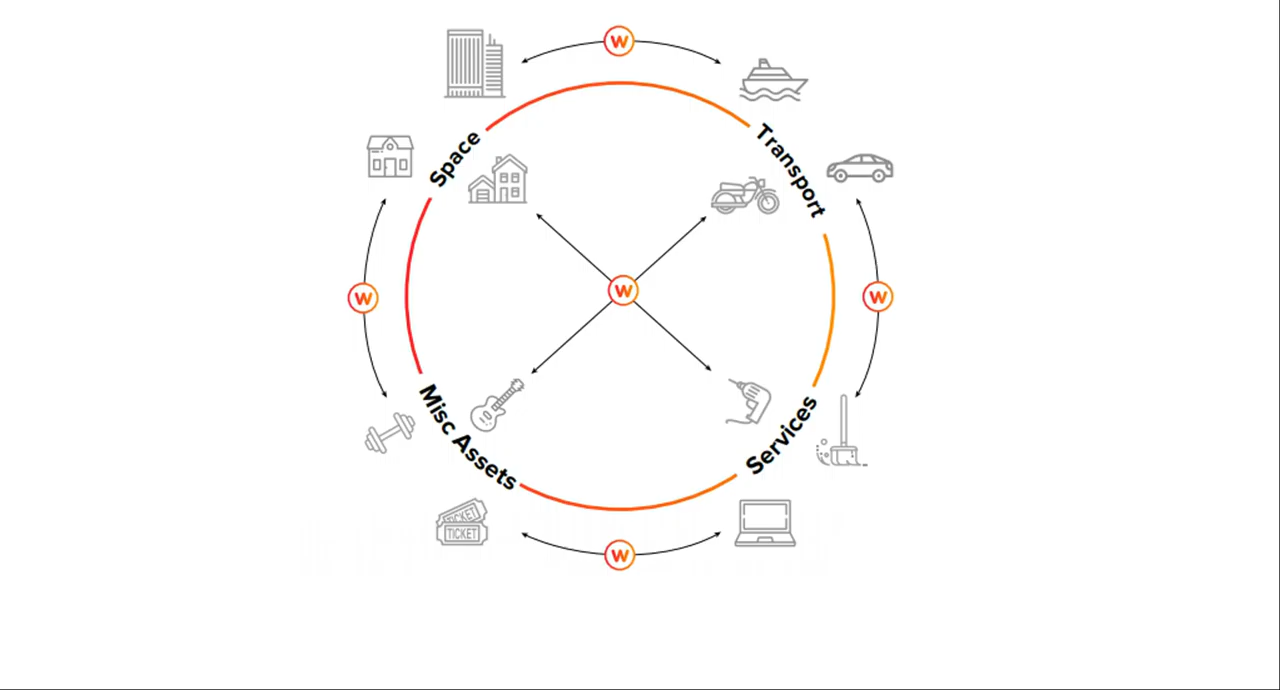 W
Space
Transport
W
W
W
Misc Assets
Services
TICKET
TICKET
W